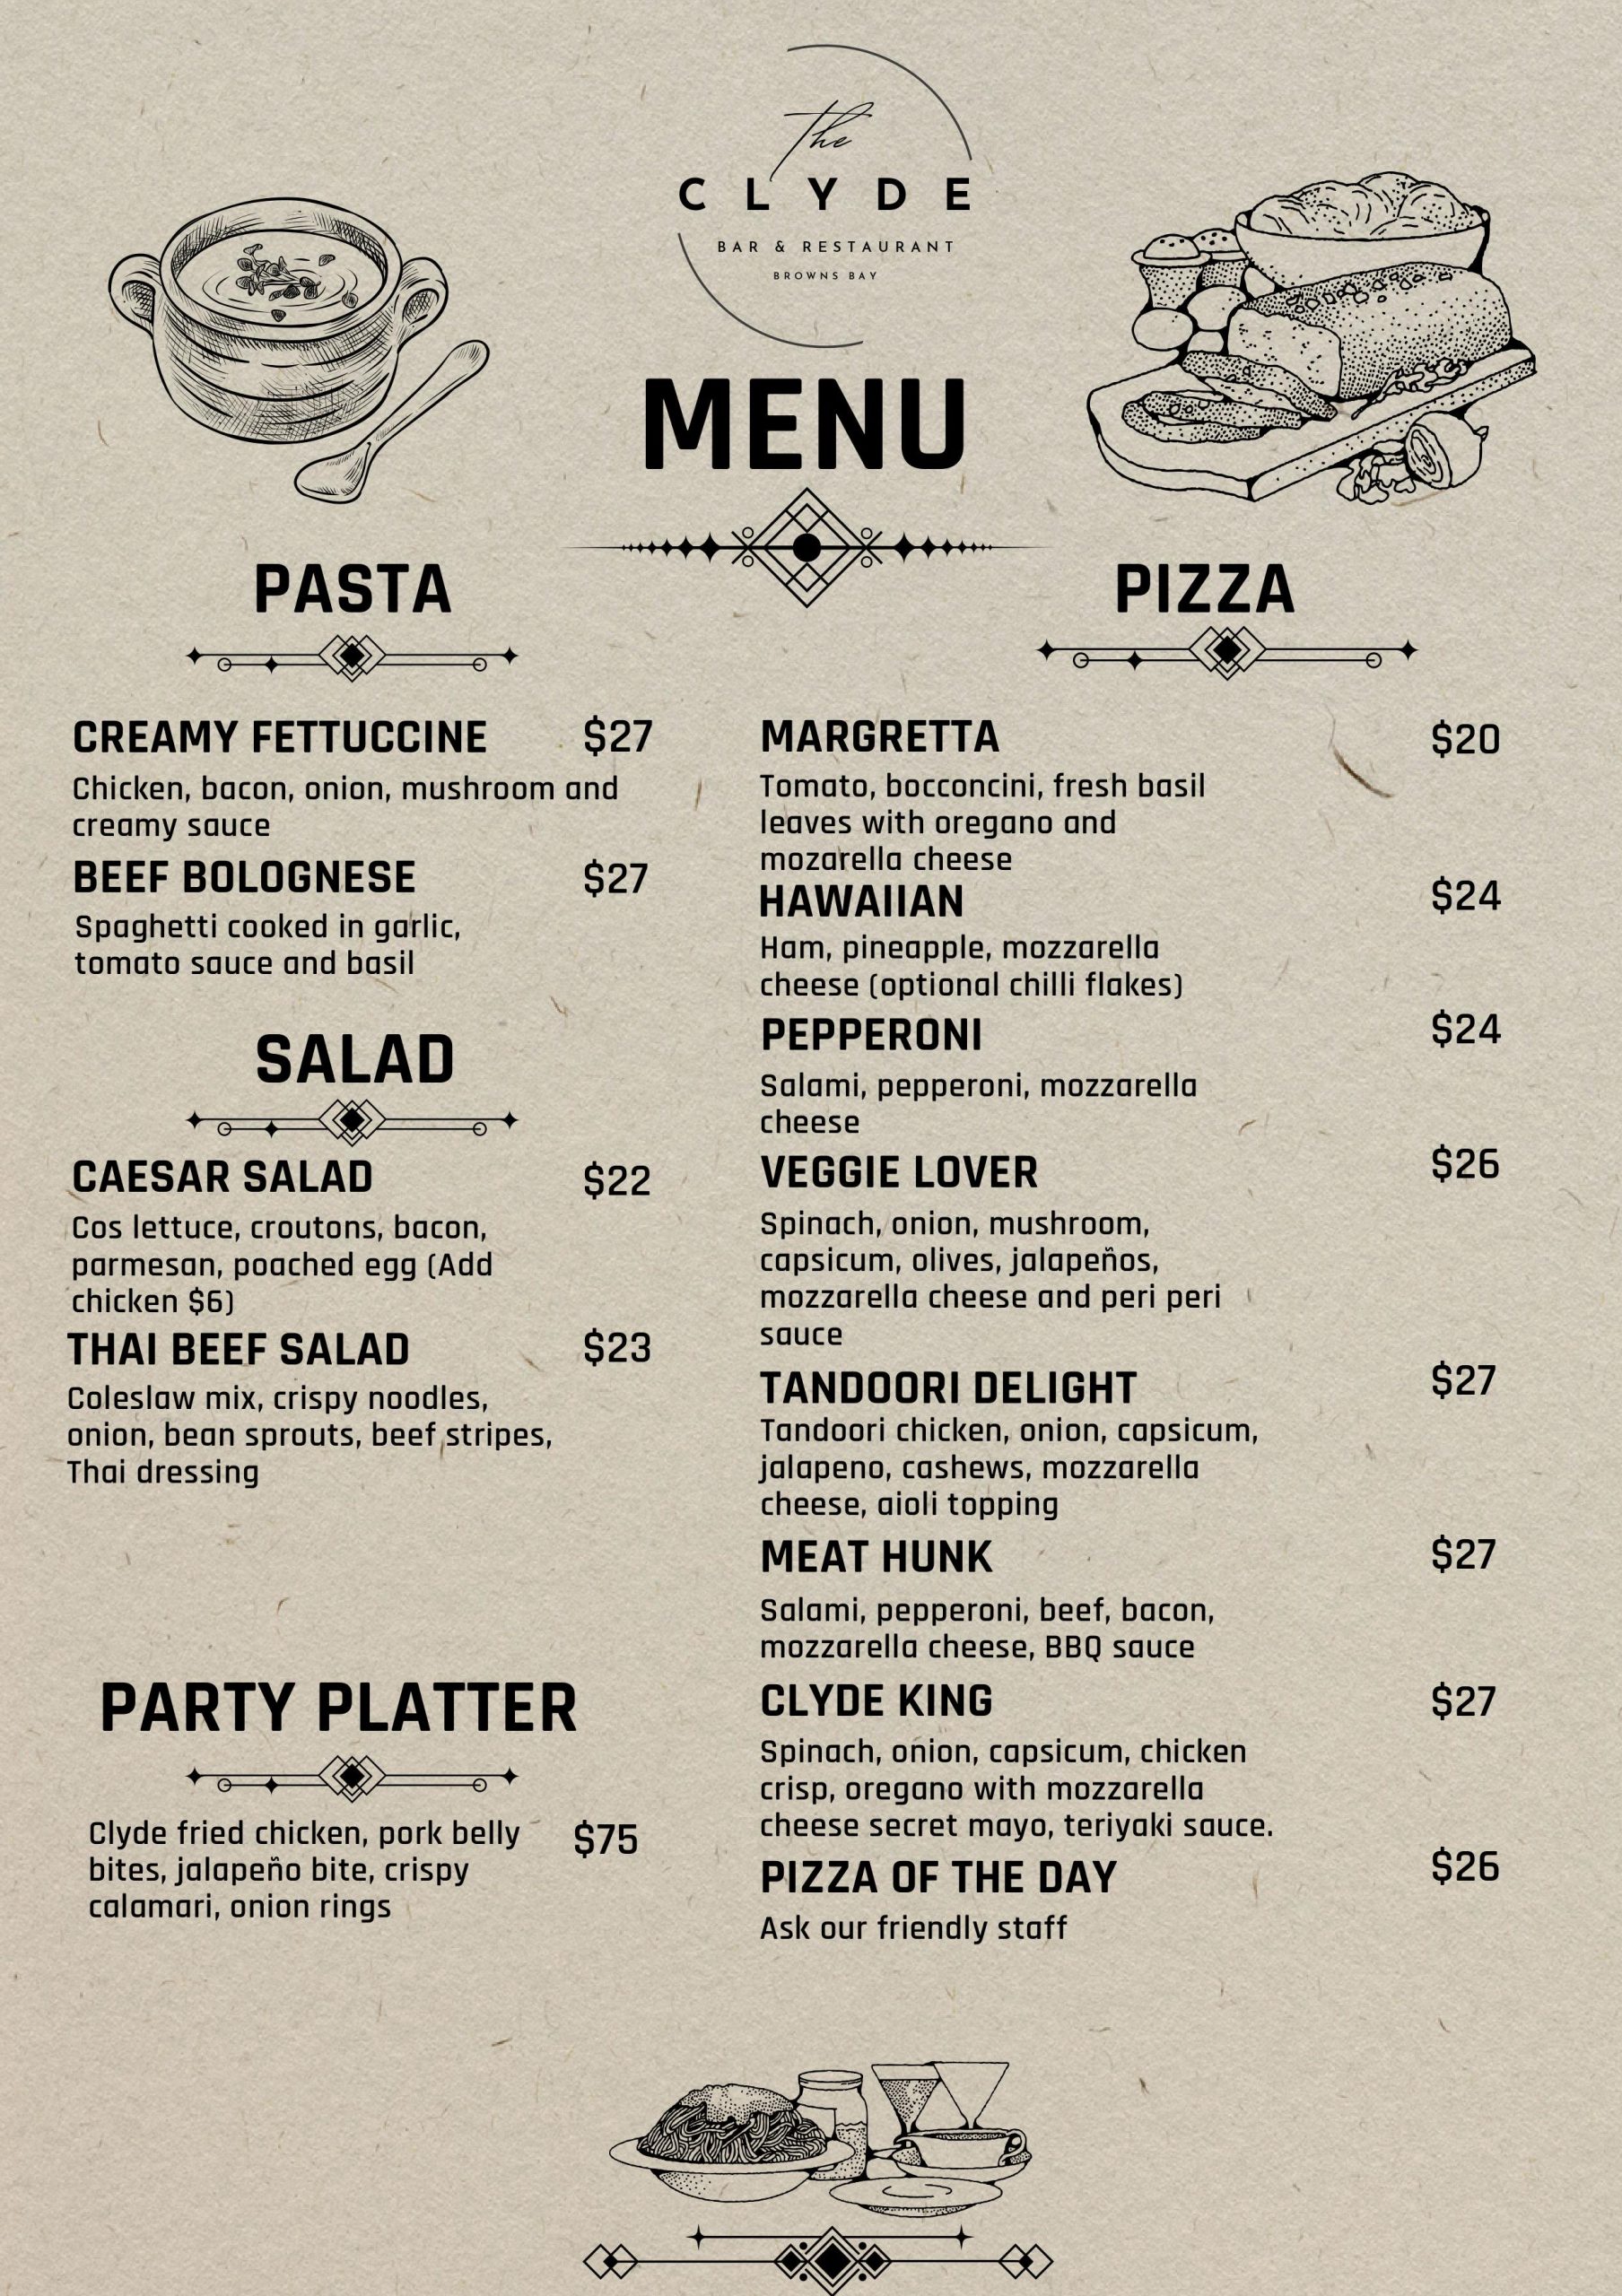 the
CLYDE
BAR & RESTAURANT
BROWNS BAY
MENU
PASTA
CREAMY FETTUCCINE $27
Chicken, bacon, onion, mushroom and
creamy sauce
BEEF BOLOGNESE $27
Spaghetti cooked in garlic,
tomato sauce and basil
SALAD
CAESAR SALAD $22
Cos lettuce, croutons, bacon,
parmesan, poached egg (Add
chicken $6)
THAI BEEF SALAD $23
Coleslaw mix, crispy noodles,
onion, bean sprouts, beef stripes,
Thai dressing
PARTY PLATTER
Clyde fried chicken, pork belly $75
bites, jalapeño bite, crispy
calamari, onion rings
PIZZA
MARGRETTA $20
Tomato, bocconcini, fresh basil
leaves with oregano and
mozarella cheese
HAWAIIAN $24
Ham, pineapple, mozzarella
cheese (optional chilli flakes)
PEPPERONI $24
Salami, pepperoni, mozzarella
cheese
VEGGIE LOVER $26
Spinach, onion, mushroom,
capsicum, olives, jalapeños,
mozzarella cheese and peri peri
sauce
TANDOORI DELIGHT $27
Tandoori chicken, onion, capsicum,
jalapeno, cashews, mozzarella
cheese, aioli topping
MEAT HUNK $27
Salami, pepperoni, beef, bacon,
mozzarella cheese, BBQ sauce
CLYDE KING $27
Spinach, onion, capsicum, chicken
crisp, oregano with mozzarella
cheese secret mayo, teriyaki sauce.
PIZZA OF THE DAY $26
Ask our friendly staff